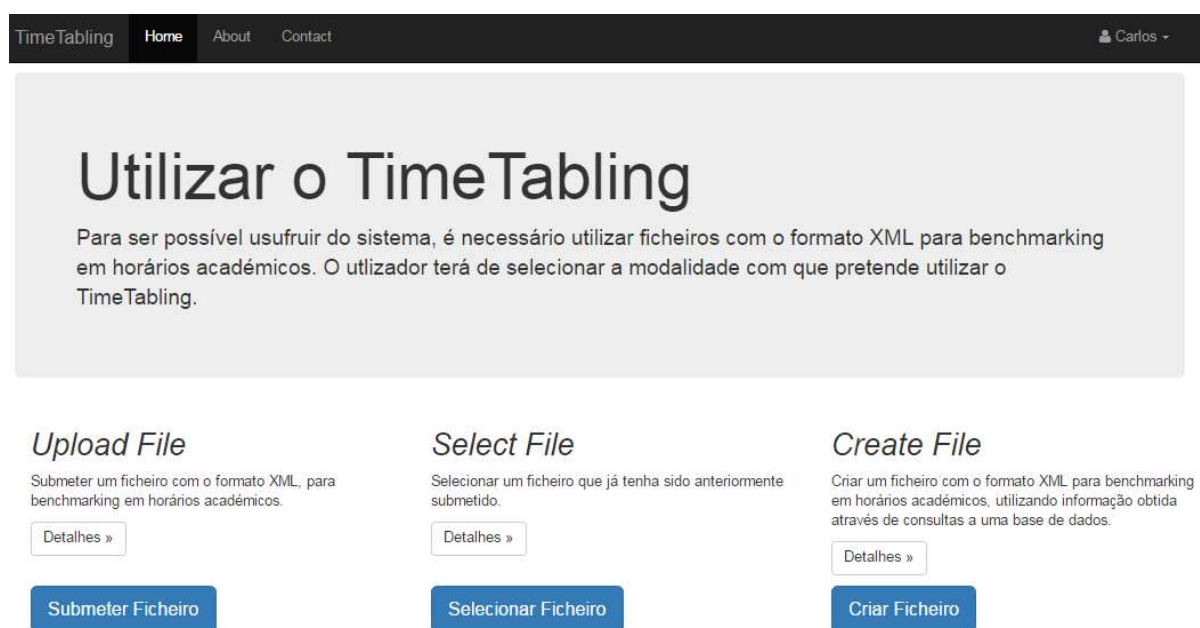 TimeTabling Home About Contact Carlos
Utilizar o TimeTabling
Para ser possível usufruir do sistema, é necessário utilizar ficheiros com o formato XML para benchmarking
em horários académicos. O utlizador terá de selecionar a modalidade com que pretende utilizar o
TimeTabling.
Upload File
Submeter um ficheiro com o formato XML, para
benchmarking em horários académicos.
Detalhes »
Submeter Ficheiro
Select File
Selecionar um ficheiro que já tenha sido anteriormente
submetido.
Detalhes »
Selecionar Ficheiro
Create File
Criar um ficheiro com o formato XML para benchmarking
em horários académicos, utilizando informação obtida
através de consultas a uma base de dados.
Detalhes »
Criar Ficheiro